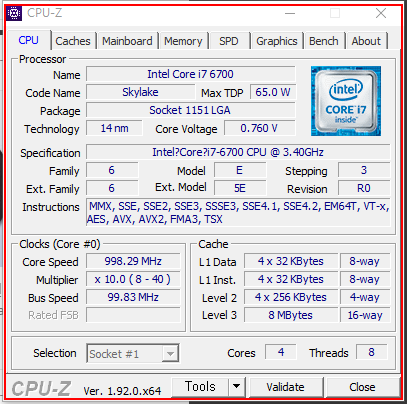 CPU-Z
CPU Caches Mainboard Memory SPD Graphics Bench About
Processor
Name Intel Core i7 6700
Code Name Skylake Max TDP 65.0 W
Package Socket 1151 LGA
Technology 14 nm Core Voltage 0.760 V
intel
CORE i7
inside
Specification Intel?Core?i7-6700 CPU @ 3.40GHz
Family 6 Model E Stepping 3
Ext. Family 6 Ext. Model 5E Revision R0
Instructions MMX, SSE, SSE2, SSE3, SSSE3, SSE4.1, SSE4.2, EM64T, VT-x,
AES, AVX, AVX2, FMA3, TSX
Clocks (Core #0)
Core Speed 998.29 MHz
Multiplier x 10.0 ( 8 - 40 )
Bus Speed 99.83 MHz
Rated FSB
Cache
L1 Data 4 x 32 KBytes 8-way
L1 Inst. 4 x 32 KBytes 8-way
Level 2 4 x 256 KBytes 4-way
Level 3 8 MBytes 16-way
Selection Socket #1 Cores 4 Threads 8
CPU-Z Ver. 1.92.0.x64 Tools Validate Close